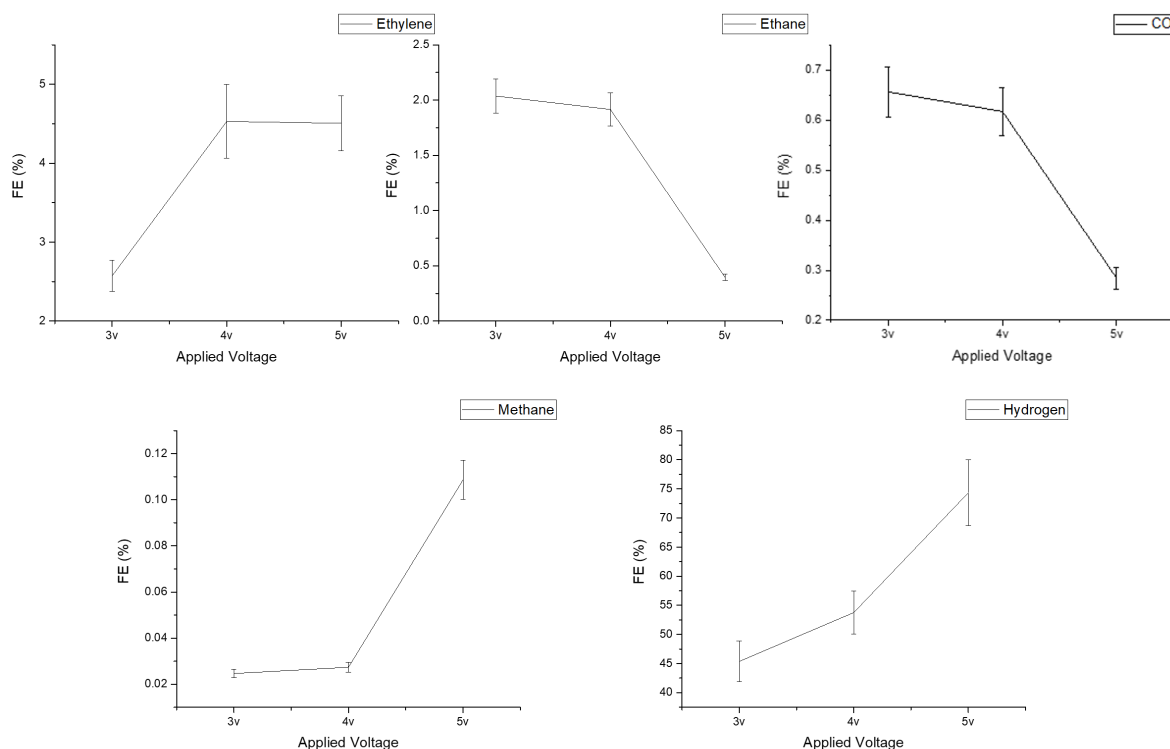 Ethylene
5
4
3
2
FE (%)
3v 4v 5v
Applied Voltage
Ethane
2.5
2.0
1.5
1.0
0.5
0.0
FE (%)
3v 4v 5v
Applied Voltage
CO
0.7
0.6
0.5
0.4
0.3
0.2
FE (%)
3v 4v 5v
Applied Voltage
Methane
0.12
0.10
0.08
0.06
0.04
0.02
FE (%)
3v 4v 5v
Applied Voltage
Hydrogen
85
80
75
70
65
60
55
50
45
40
FE (%)
3v 4v 5v
Applied Voltage